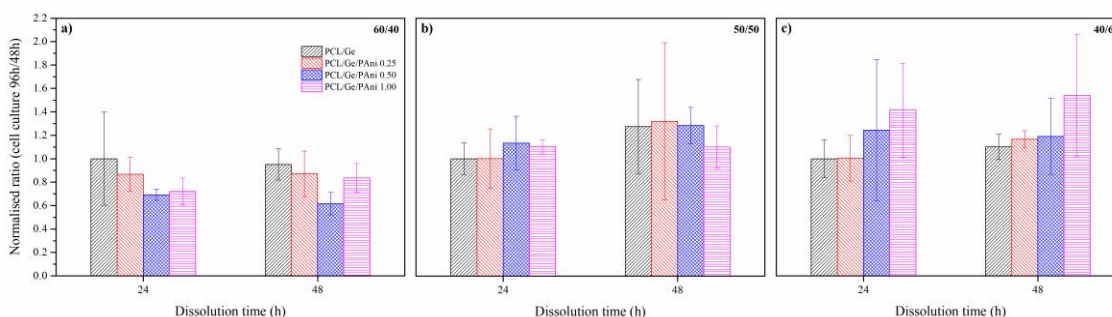 a)
60/40
PCL/Ge
PCL/Ge/PAni 0.25
PCL/Ge/PAni 0.50
PCL/Ge/PAni 1.00
Normalised ratio (cell culture 96h/48h)
2.2
2.0
1.8
1.6
1.4
1.2
1.0
0.8
0.6
0.4
0.2
0.0
24
48
Dissolution time (h)
b)
50/50
24
48
Dissolution time (h)
c)
24
48
Dissolution time (h)